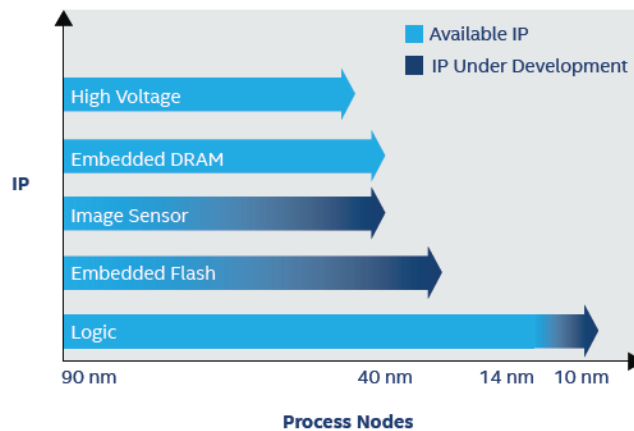 Available IP
IP Under Development
High Voltage
Embedded DRAM
IP
Image Sensor
Embedded Flash
Logic
90 nm
40 nm
14 nm
10 nm
Process Nodes